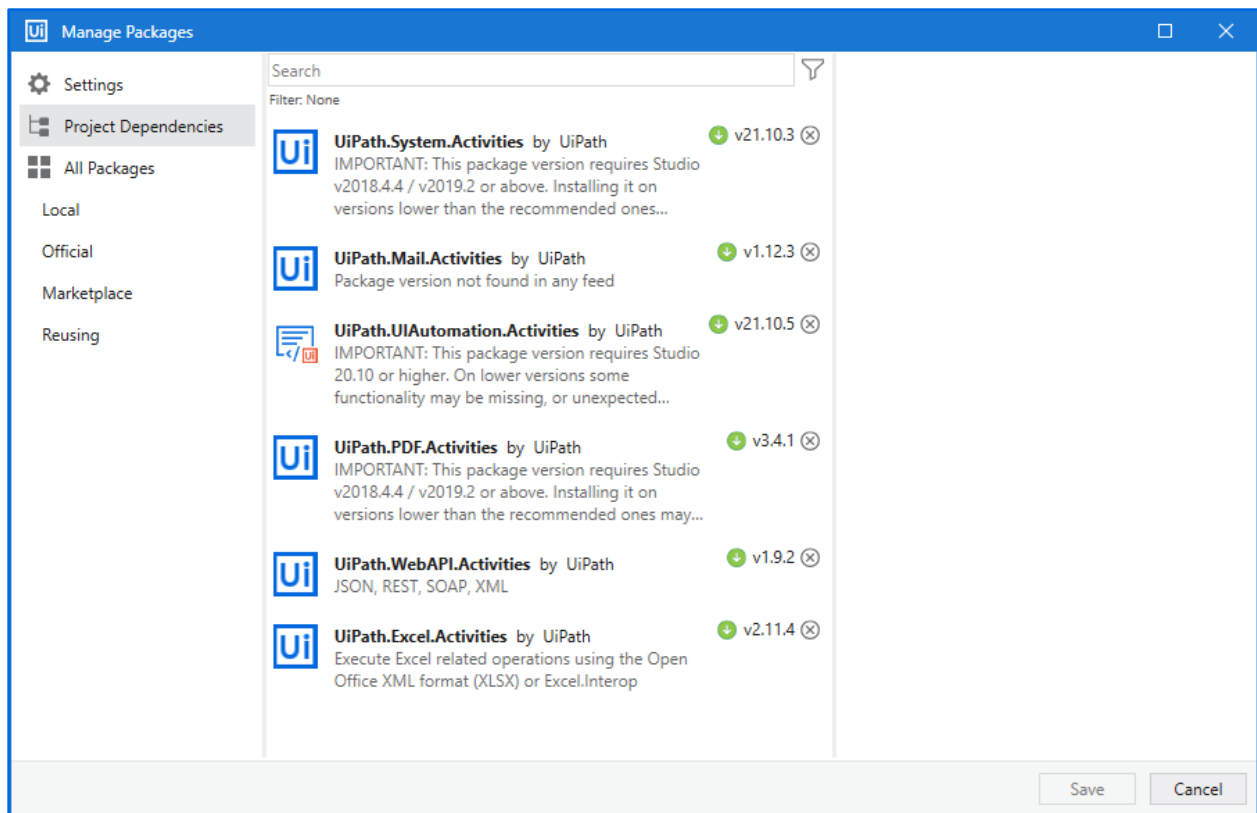 Ui Manage Packages
Settings
Project Dependencies
All Packages
Local
Official
Marketplace
Reusing
Search
Filter: None
Ui UiPath.System.Activities by UiPath v21.10.3
IMPORTANT: This package version requires Studio
v2018.4.4 / v2019.2 or above. Installing it on
versions lower than the recommended ones...
Ui UiPath.Mail.Activities by UiPath v1.12.3
Package version not found in any feed
Ui UiPath.UIAutomation.Activities by UiPath v21.10.5
IMPORTANT: This package version requires Studio
20.10 or higher. On lower versions some
functionality may be missing, or unexpected...
Ui UiPath.PDF.Activities by UiPath v3.4.1
IMPORTANT: This package version requires Studio
v2018.4.4 / v2019.2 or above. Installing it on
versions lower than the recommended ones may...
Ui UiPath.WebAPI.Activities by UiPath v1.9.2
JSON, REST, SOAP, XML
Ui UiPath.Excel.Activities by UiPath v2.11.4
Execute Excel related operations using the Open
Office XML format (XLSX) or Excel.Interop
Save Cancel